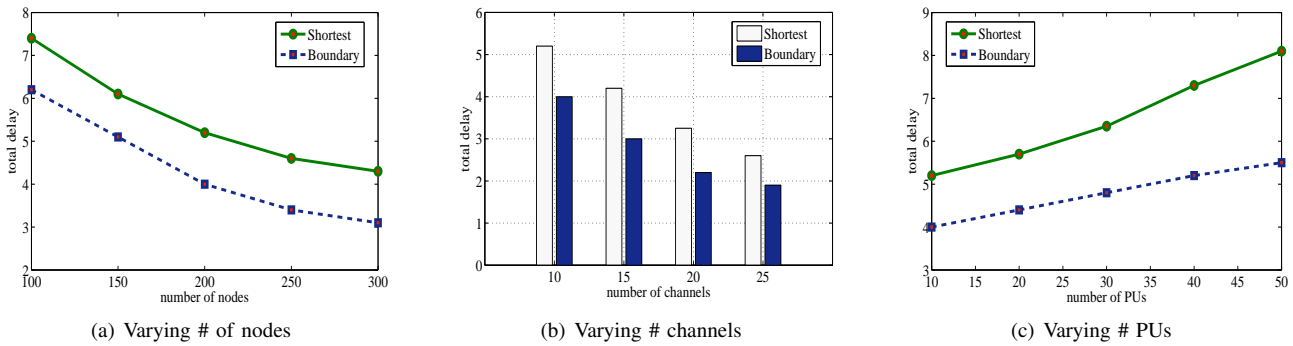 8
7
6
5
4
3
2
total delay
Shortest
Boundary
100
150
200
250
300
number of nodes
(a) Varying # of nodes
6
5
4
3
2
1
0
total delay
Shortest
Boundary
10
15
20
25
number of channels
(b) Varying # channels
9
8
7
6
5
4
3
total delay
Shortest
Boundary
10
15
20
25
30
35
40
45
50
number of PUs
(c) Varying # PUs